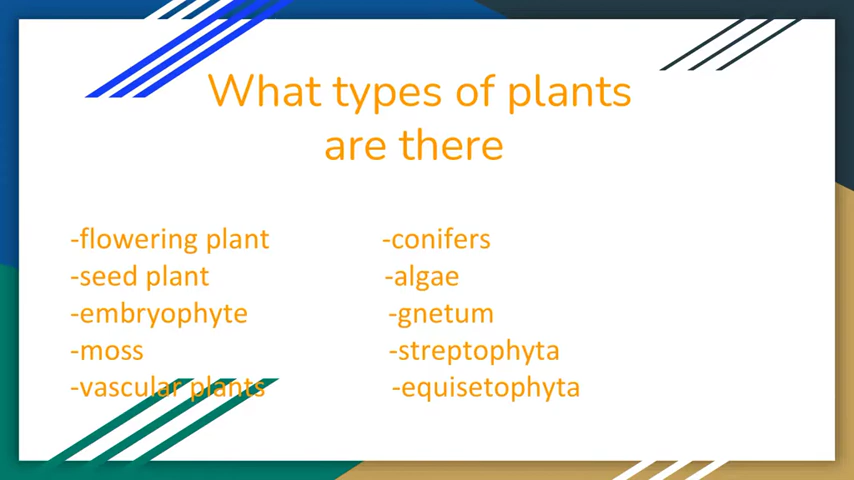 What types of plants
are there
-flowering plant
-seed plant
-embryophyte
-moss
-vascular plants
-conifers
-algae
-gnetum
-streptophyta
-equisetophyta